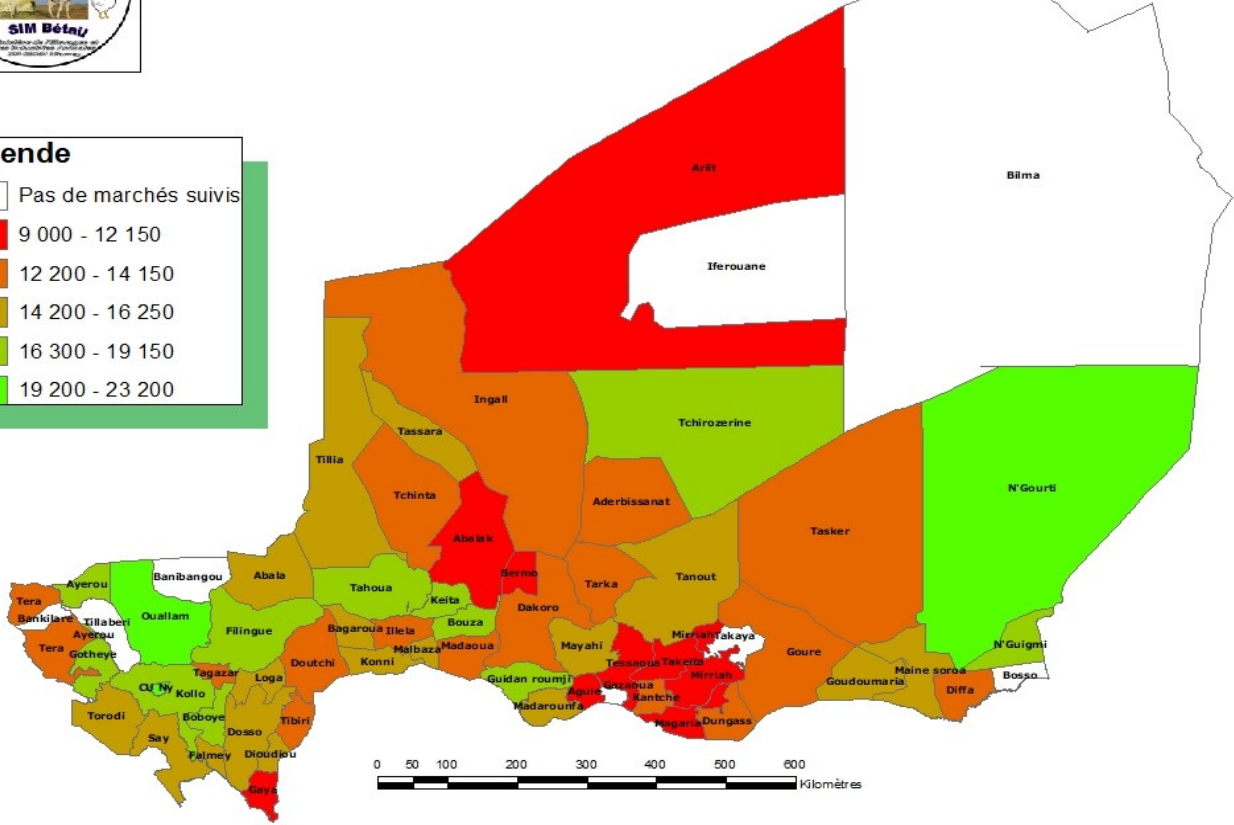 SIM Bétail
ende
Pas de marchés suivis
9 000 - 12 150
12 200 - 14 150
14 200 - 16 250
16 300 - 19 150
19 200 - 23 200
Arlit
Bilma
Iferouane
Ingall
Tchirozerine
Tassara
Tillia
Tchinta
Aderbissanat
N'Gourti
Tasker
Abalak
Bermo
Tarka
Tanout
Banibangou
Abala
Ayerou
Tahoua
Keita
Tera
Dakoro
Bankilare
Tillaberi
Ouallam
Bouza
Filingue
Bagaroua
Illela
Ayerou
Mirriah
Takaya
Tera
Gotheye
Malbaza
Madaoua
Mayahi
Goure
N'Guigmi
Doutchi
Konni
Tessaoua
Takeita
Maine soroa
Tagazar
Loga
Guidan roumji
Mirriah
Bosso
CU Ny
Kollo
Aguie
Gazaoua
Kantche
Goudoumaria
Diffa
Madarounfa
Torodi
Boboye
Tibiri
Magaria
Dungass
Say
Dosso
Falmey
Dioudiou
Gaya
0 50 100 200 300 400 500 600
Kilomètres